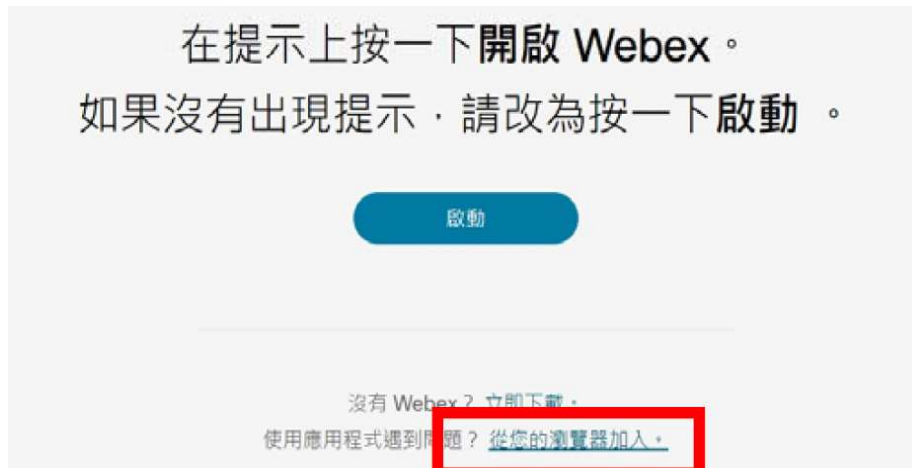 在提示上按一下開啟 Webex。
如果沒有出現提示，請改為按一下啟動 。
啟動
沒有 Webex？ 立即下載。
使用應用程式遇到問題？ 從您的瀏覽器加入。